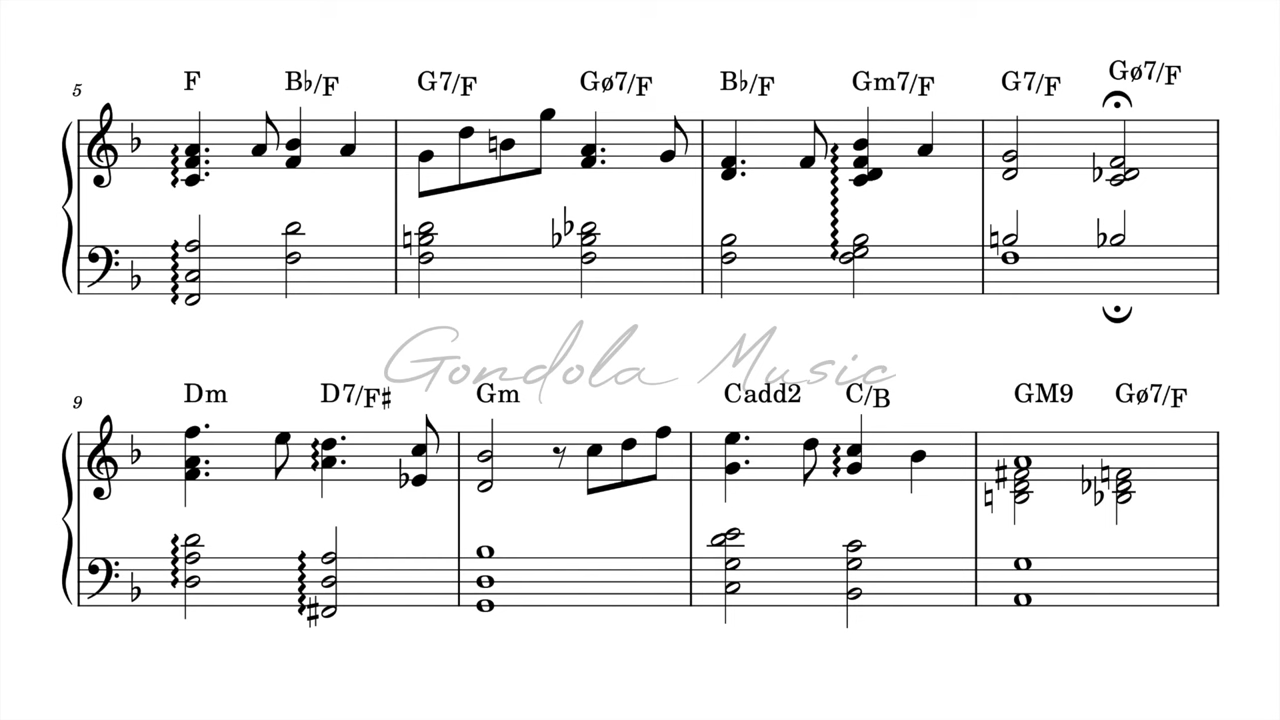 5 F B♭/F G7/F Gø7/F B♭/F Gm7/F G7/F Gø7/F
Gondola Music
9 Dm D7/F♯ Gm Cadd2 C/B GM9 Gø7/F